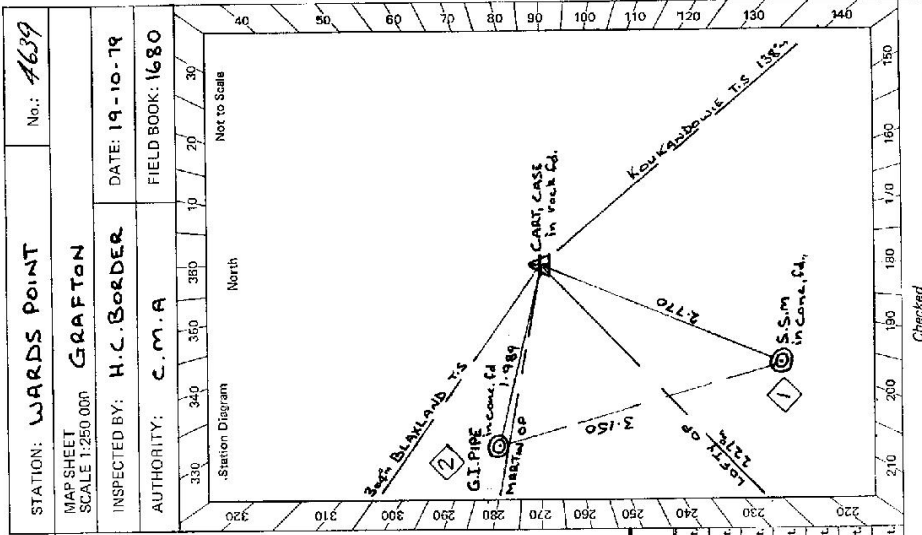 STATION: WARDS POINT
No.: 4639
MAP SHEET
SCALE 1:250 000 GRAFTON
INSPECTED BY: H.C. BORDER
DATE: 19-10-79
AUTHORITY: C.M.A
FIELD BOOK: 1680
330 340 350 360 10 20 30
Station Diagram
North
Not to Scale
40
50
60
70
80
90
100
110
120
130
140
320
310
300
290
280
270
260
250
240
230
220
BLAXLAND T.S
2
G.I. PIPE
in conc. fd
1.989
MARTIN OP
CART. CASE
in rock fd.
KOUKANDOWIE T.S 138°
2.770
3.150
LOFTY OP
227°
S.S.M
in conc. fd.
1
210 200 190 180 170 160 150
Checked